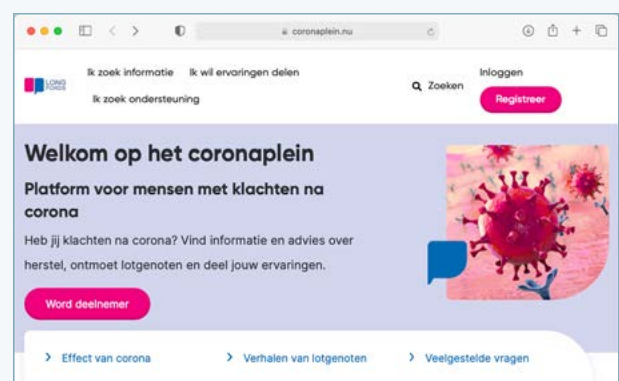 coronaplein.nu
LONG
FONDS
Ik zoek informatie Ik wil ervaringen delen
Ik zoek ondersteuning
Zoeken
Inloggen
Registreer
Welkom op het coronaplein
Platform voor mensen met klachten na
corona
Heb jij klachten na corona? Vind informatie en advies over
herstel, ontmoet lotgenoten en deel jouw ervaringen.
Word deelnemer
Effect van corona
Verhalen van lotgenoten
Veelgestelde vragen